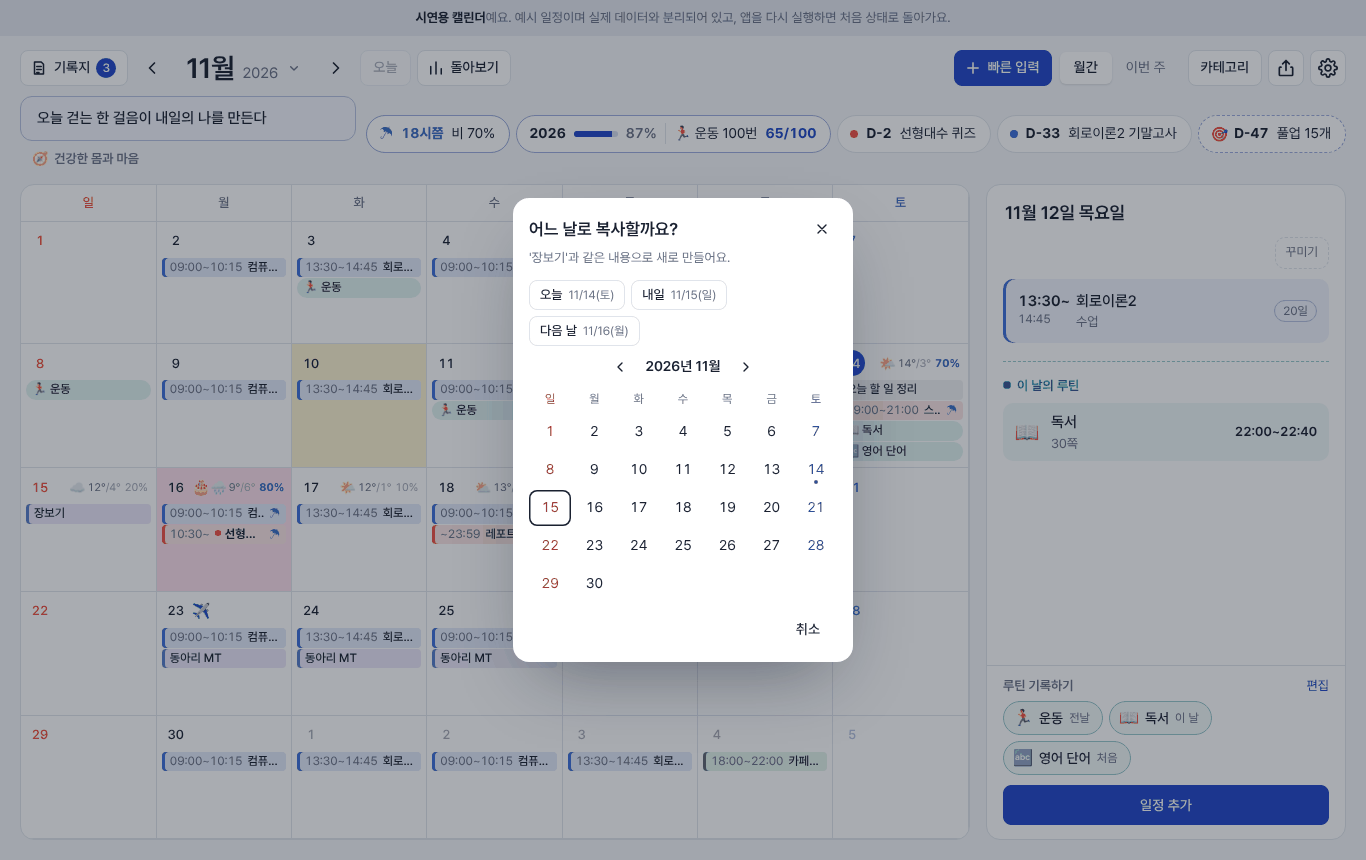 시연용 캘린더예요. 예시 일정이며 실제 데이터와 분리되어 있고, 앱을 다시 실행하면 처음 상태로 돌아가요.
기록지 3 11월 2026 오늘 돌아보기 빠른 입력 월간 이번 주 카테고리
오늘 걷는 한 걸음이 내일의 나를 만든다
18시쯤 비 70% 2026 87% 운동 100번 65/100 D-2 선형대수 퀴즈 D-33 회로이론2 기말고사 D-47 풀업 15개
건강한 몸과 마음
일 월 화 수 토
1 2 3 4
09:00~10:15 컴퓨… 13:30~14:45 회로… 09:00~10:15
운동
8 9 10 11 14°/3° 70%
운동 09:00~10:15 컴퓨… 13:30~14:45 회로… 09:00~10:15 오늘 할 일 정리
운동 9:00~21:00 스..
독서
영어 단어
15 12°/4° 20% 16 9°/6° 80% 17 12°/1° 10% 18 13°
장보기 09:00~10:15 컴.. 13:30~14:45 회로… 09:00~10:15
10:30~ 선형… ~23:59 레포트
22 23 24 25
09:00~10:15 컴퓨… 13:30~14:45 회로… 09:00~10:15
동아리 MT 동아리 MT
29 30 1 2 3 4 5
09:00~10:15 컴퓨… 13:30~14:45 회로… 09:00~10:15 컴퓨… 13:30~14:45 회로… 18:00~22:00 카페…
어느 날로 복사할까요?
'장보기'과 같은 내용으로 새로 만들어요.
오늘 11/14(토) 내일 11/15(일)
다음 날 11/16(월)
2026년 11월
일 월 화 수 목 금 토
1 2 3 4 5 6 7
8 9 10 11 12 13 14
15 16 17 18 19 20 21
22 23 24 25 26 27 28
29 30
취소
11월 12일 목요일
꾸미기
13:30~ 회로이론2 20일
14:45 수업
이 날의 루틴
독서 22:00~22:40
30쪽
루틴 기록하기 편집
운동 전날 독서 이 날
abc 영어 단어 처음
일정 추가